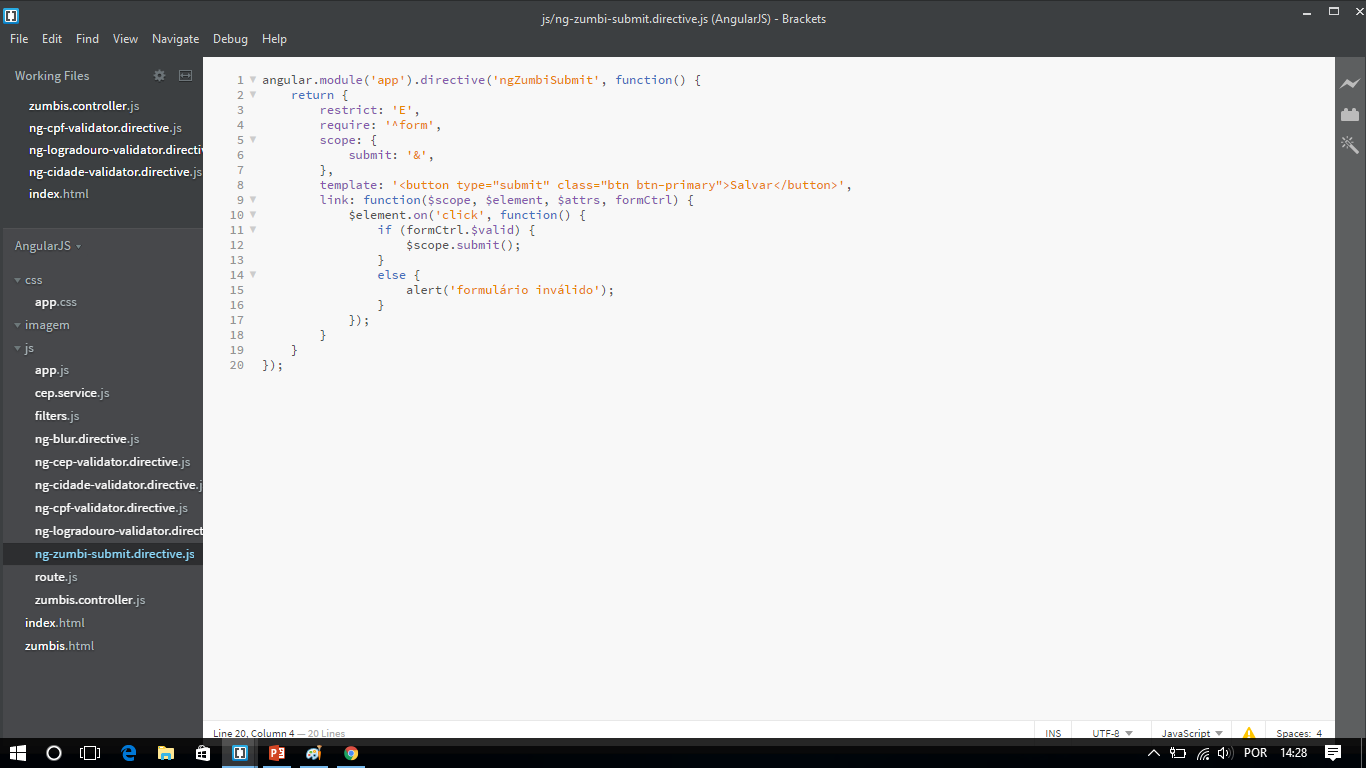 js/ng-zumbi-submit.directive.js (AngularJS) - Brackets
File Edit Find View Navigate Debug Help
Working Files
zumbis.controller.js
ng-cpf-validator.directive.js
ng-logradouro-validator.directiv
ng-cidade-validator.directive.js
index.html
AngularJS
css
app.css
imagem
js
app.js
cep.service.js
filters.js
ng-blur.directive.js
ng-cep-validator.directive.js
ng-cidade-validator.directive.j
ng-cpf-validator.directive.js
ng-logradouro-validator.direct
ng-zumbi-submit.directive.js
route.js
zumbis.controller.js
index.html
zumbis.html
1 angular.module('app').directive('ngZumbiSubmit', function() {
2 return {
3 restrict: 'E',
4 require: '^form',
5 scope: {
6 submit: '&',
7 },
8 template: '<button type="submit" class="btn btn-primary">Salvar</button>',
9 link: function($scope, $element, $attrs, formCtrl) {
10 $element.on('click', function() {
11 if (formCtrl.$valid) {
12 $scope.submit();
13 }
14 else {
15 alert('formulário inválido');
16 }
17 });
18 }
19 }
20 });
Line 20, Column 4 — 20 Lines
INS UTF-8 JavaScript Spaces: 4
POR 14:28